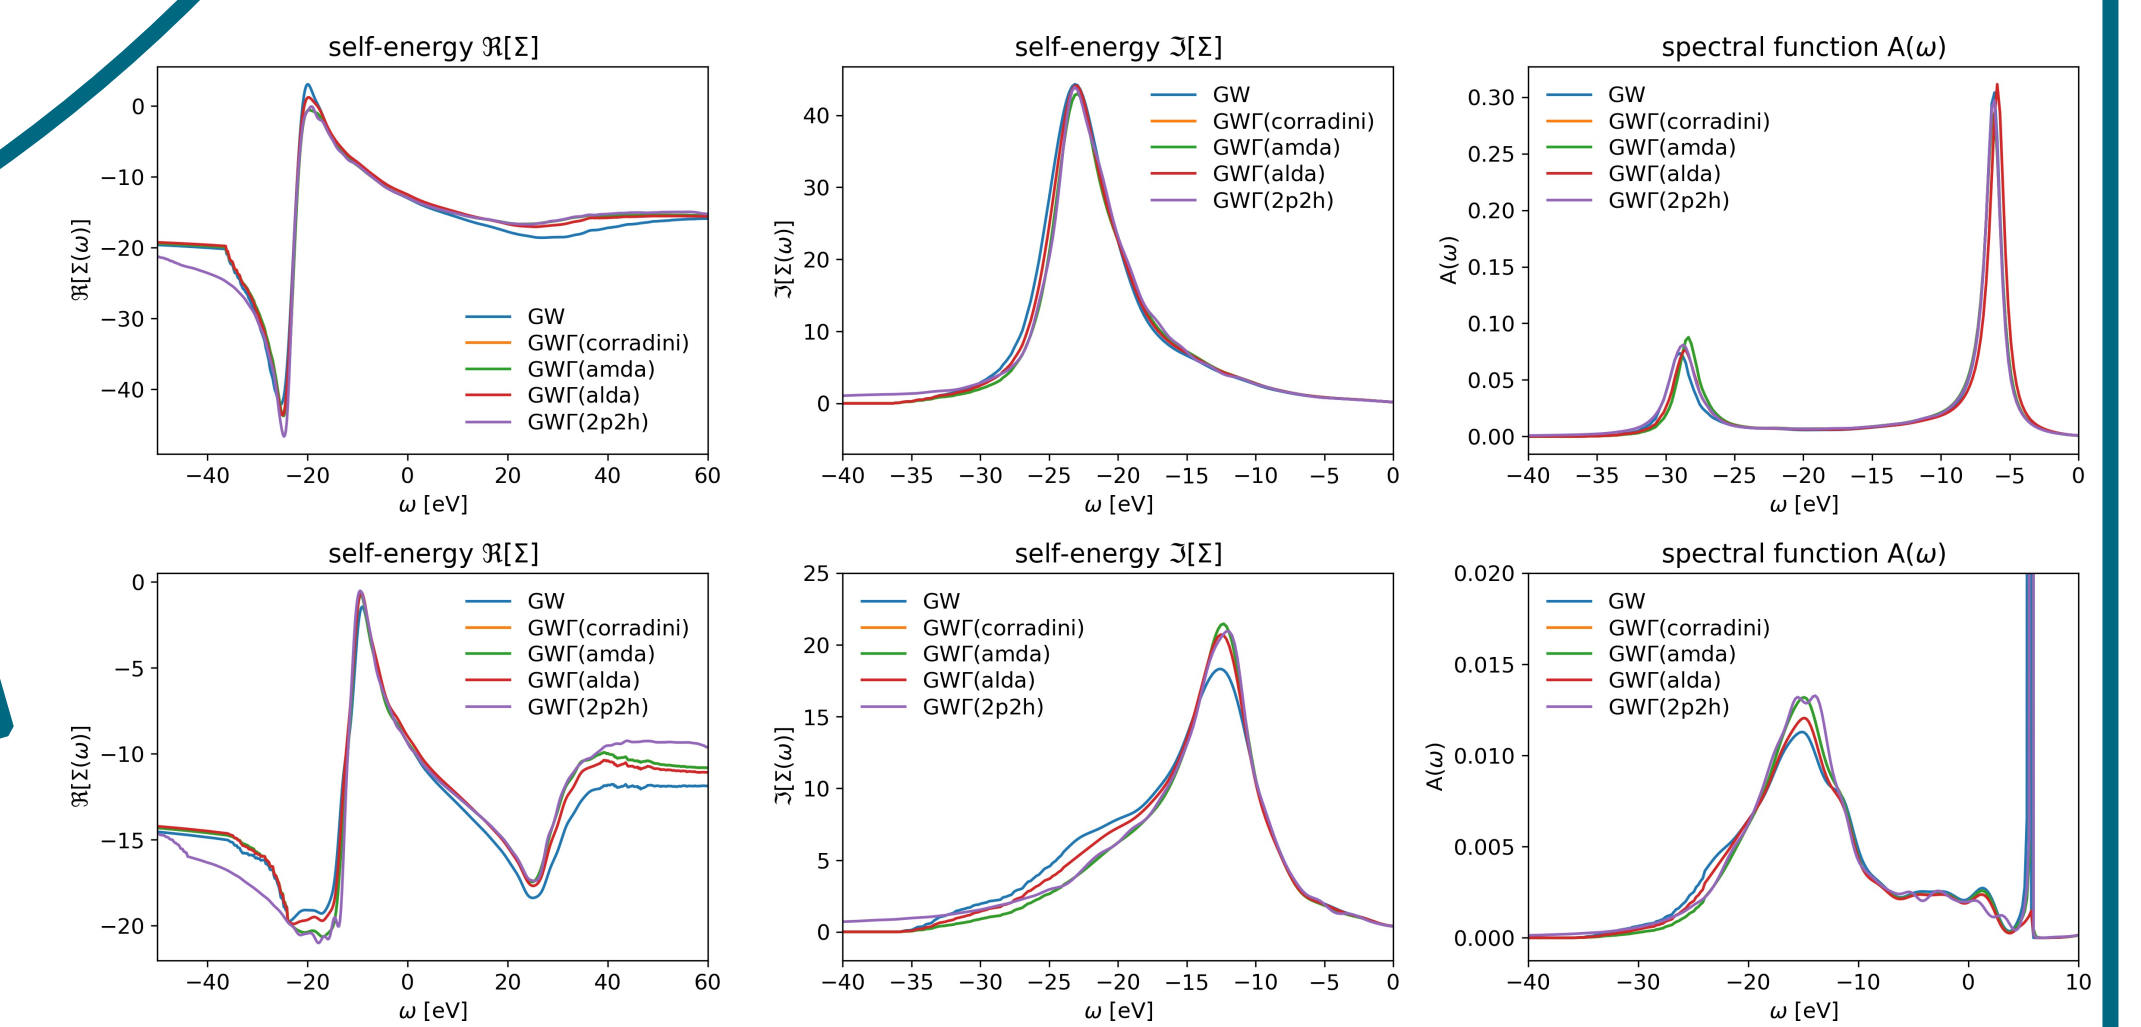 self-energy ℜ[Σ]
ℜ[Σ(ω)]
0
−10
−20
−30
−40
GW
GWΓ(corradini)
GWΓ(amda)
GWΓ(alda)
GWΓ(2p2h)
−40 −20 0 20 40 60
ω [eV]
self-energy ℑ[Σ]
ℑ[Σ(ω)]
40
30
20
10
0
GW
GWΓ(corradini)
GWΓ(amda)
GWΓ(alda)
GWΓ(2p2h)
−40 −35 −30 −25 −20 −15 −10 −5 0
ω [eV]
spectral function A(ω)
A(ω)
0.30
0.25
0.20
0.15
0.10
0.05
0.00
GW
GWΓ(corradini)
GWΓ(amda)
GWΓ(alda)
GWΓ(2p2h)
−40 −35 −30 −25 −20 −15 −10 −5 0
ω [eV]
self-energy ℜ[Σ]
ℜ[Σ(ω)]
0
−5
−10
−15
−20
GW
GWΓ(corradini)
GWΓ(amda)
GWΓ(alda)
GWΓ(2p2h)
−40 −20 0 20 40 60
ω [eV]
self-energy ℑ[Σ]
ℑ[Σ(ω)]
25
20
15
10
5
0
GW
GWΓ(corradini)
GWΓ(amda)
GWΓ(alda)
GWΓ(2p2h)
−40 −35 −30 −25 −20 −15 −10 −5 0
ω [eV]
spectral function A(ω)
A(ω)
0.020
0.015
0.010
0.005
0.000
GW
GWΓ(corradini)
GWΓ(amda)
GWΓ(alda)
GWΓ(2p2h)
−40 −30 −20 −10 0 10
ω [eV]